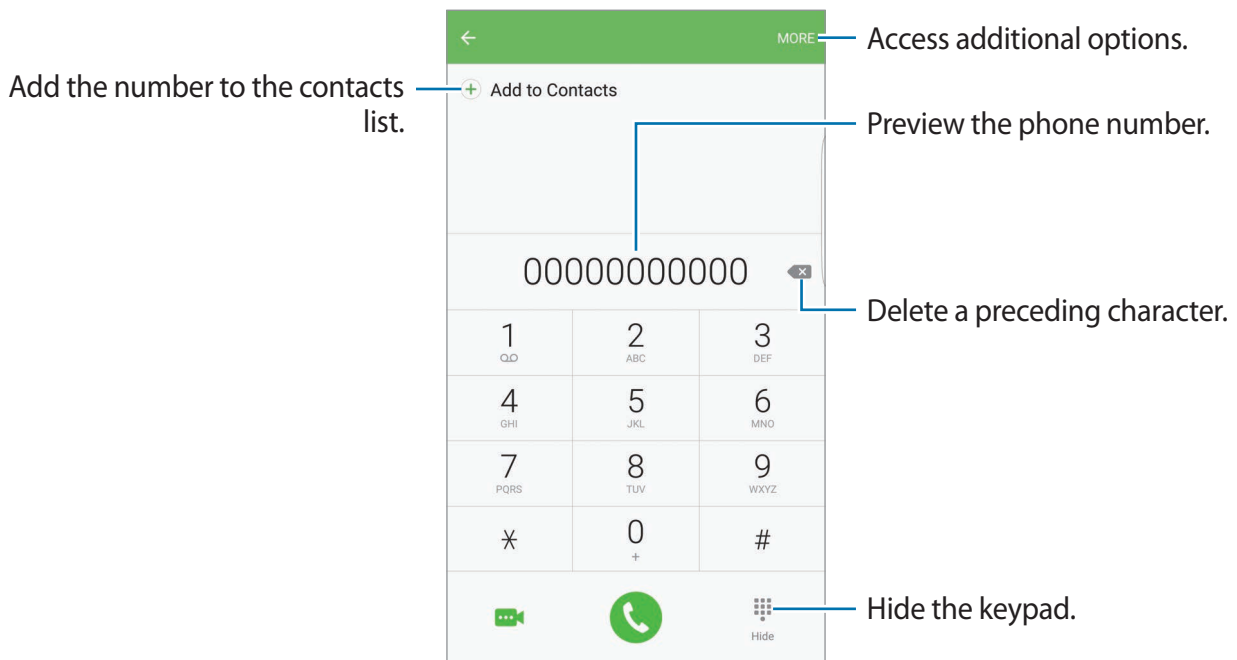 MORE
Access additional options.
Add the number to the contacts
list.
Add to Contacts
Preview the phone number.
00000000000
Delete a preceding character.
1 2 3
ABC DEF
4 5 6
GHI JKL MNO
7 8 9
PQRS TUV WXYZ
* 0 #
+
Hide the keypad.
Hide